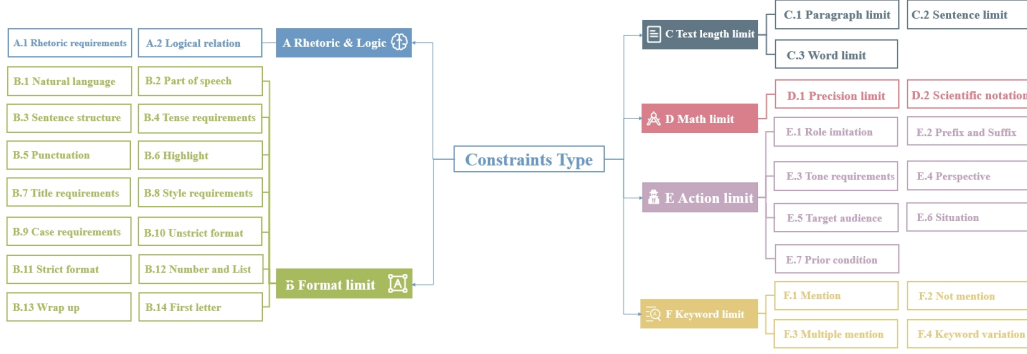 A.1 Rhetoric requirements
A.2 Logical relation
A Rhetoric & Logic
B.1 Natural language
B.2 Part of speech
B.3 Sentence structure
B.4 Tense requirements
B.5 Punctuation
B.6 Highlight
B.7 Title requirements
B.8 Style requirements
B.9 Case requirements
B.10 Unstrict format
B.11 Strict format
B.12 Number and List
B.13 Wrap up
B.14 First letter
B Format limit
Constraints Type
C Text length limit
C.1 Paragraph limit
C.2 Sentence limit
C.3 Word limit
D Math limit
D.1 Precision limit
D.2 Scientific notation
E Action limit
E.1 Role imitation
E.2 Prefix and Suffix
E.3 Tone requirements
E.4 Perspective
E.5 Target audience
E.6 Situation
E.7 Prior condition
F Keyword limit
F.1 Mention
F.2 Not mention
F.3 Multiple mention
F.4 Keyword variation